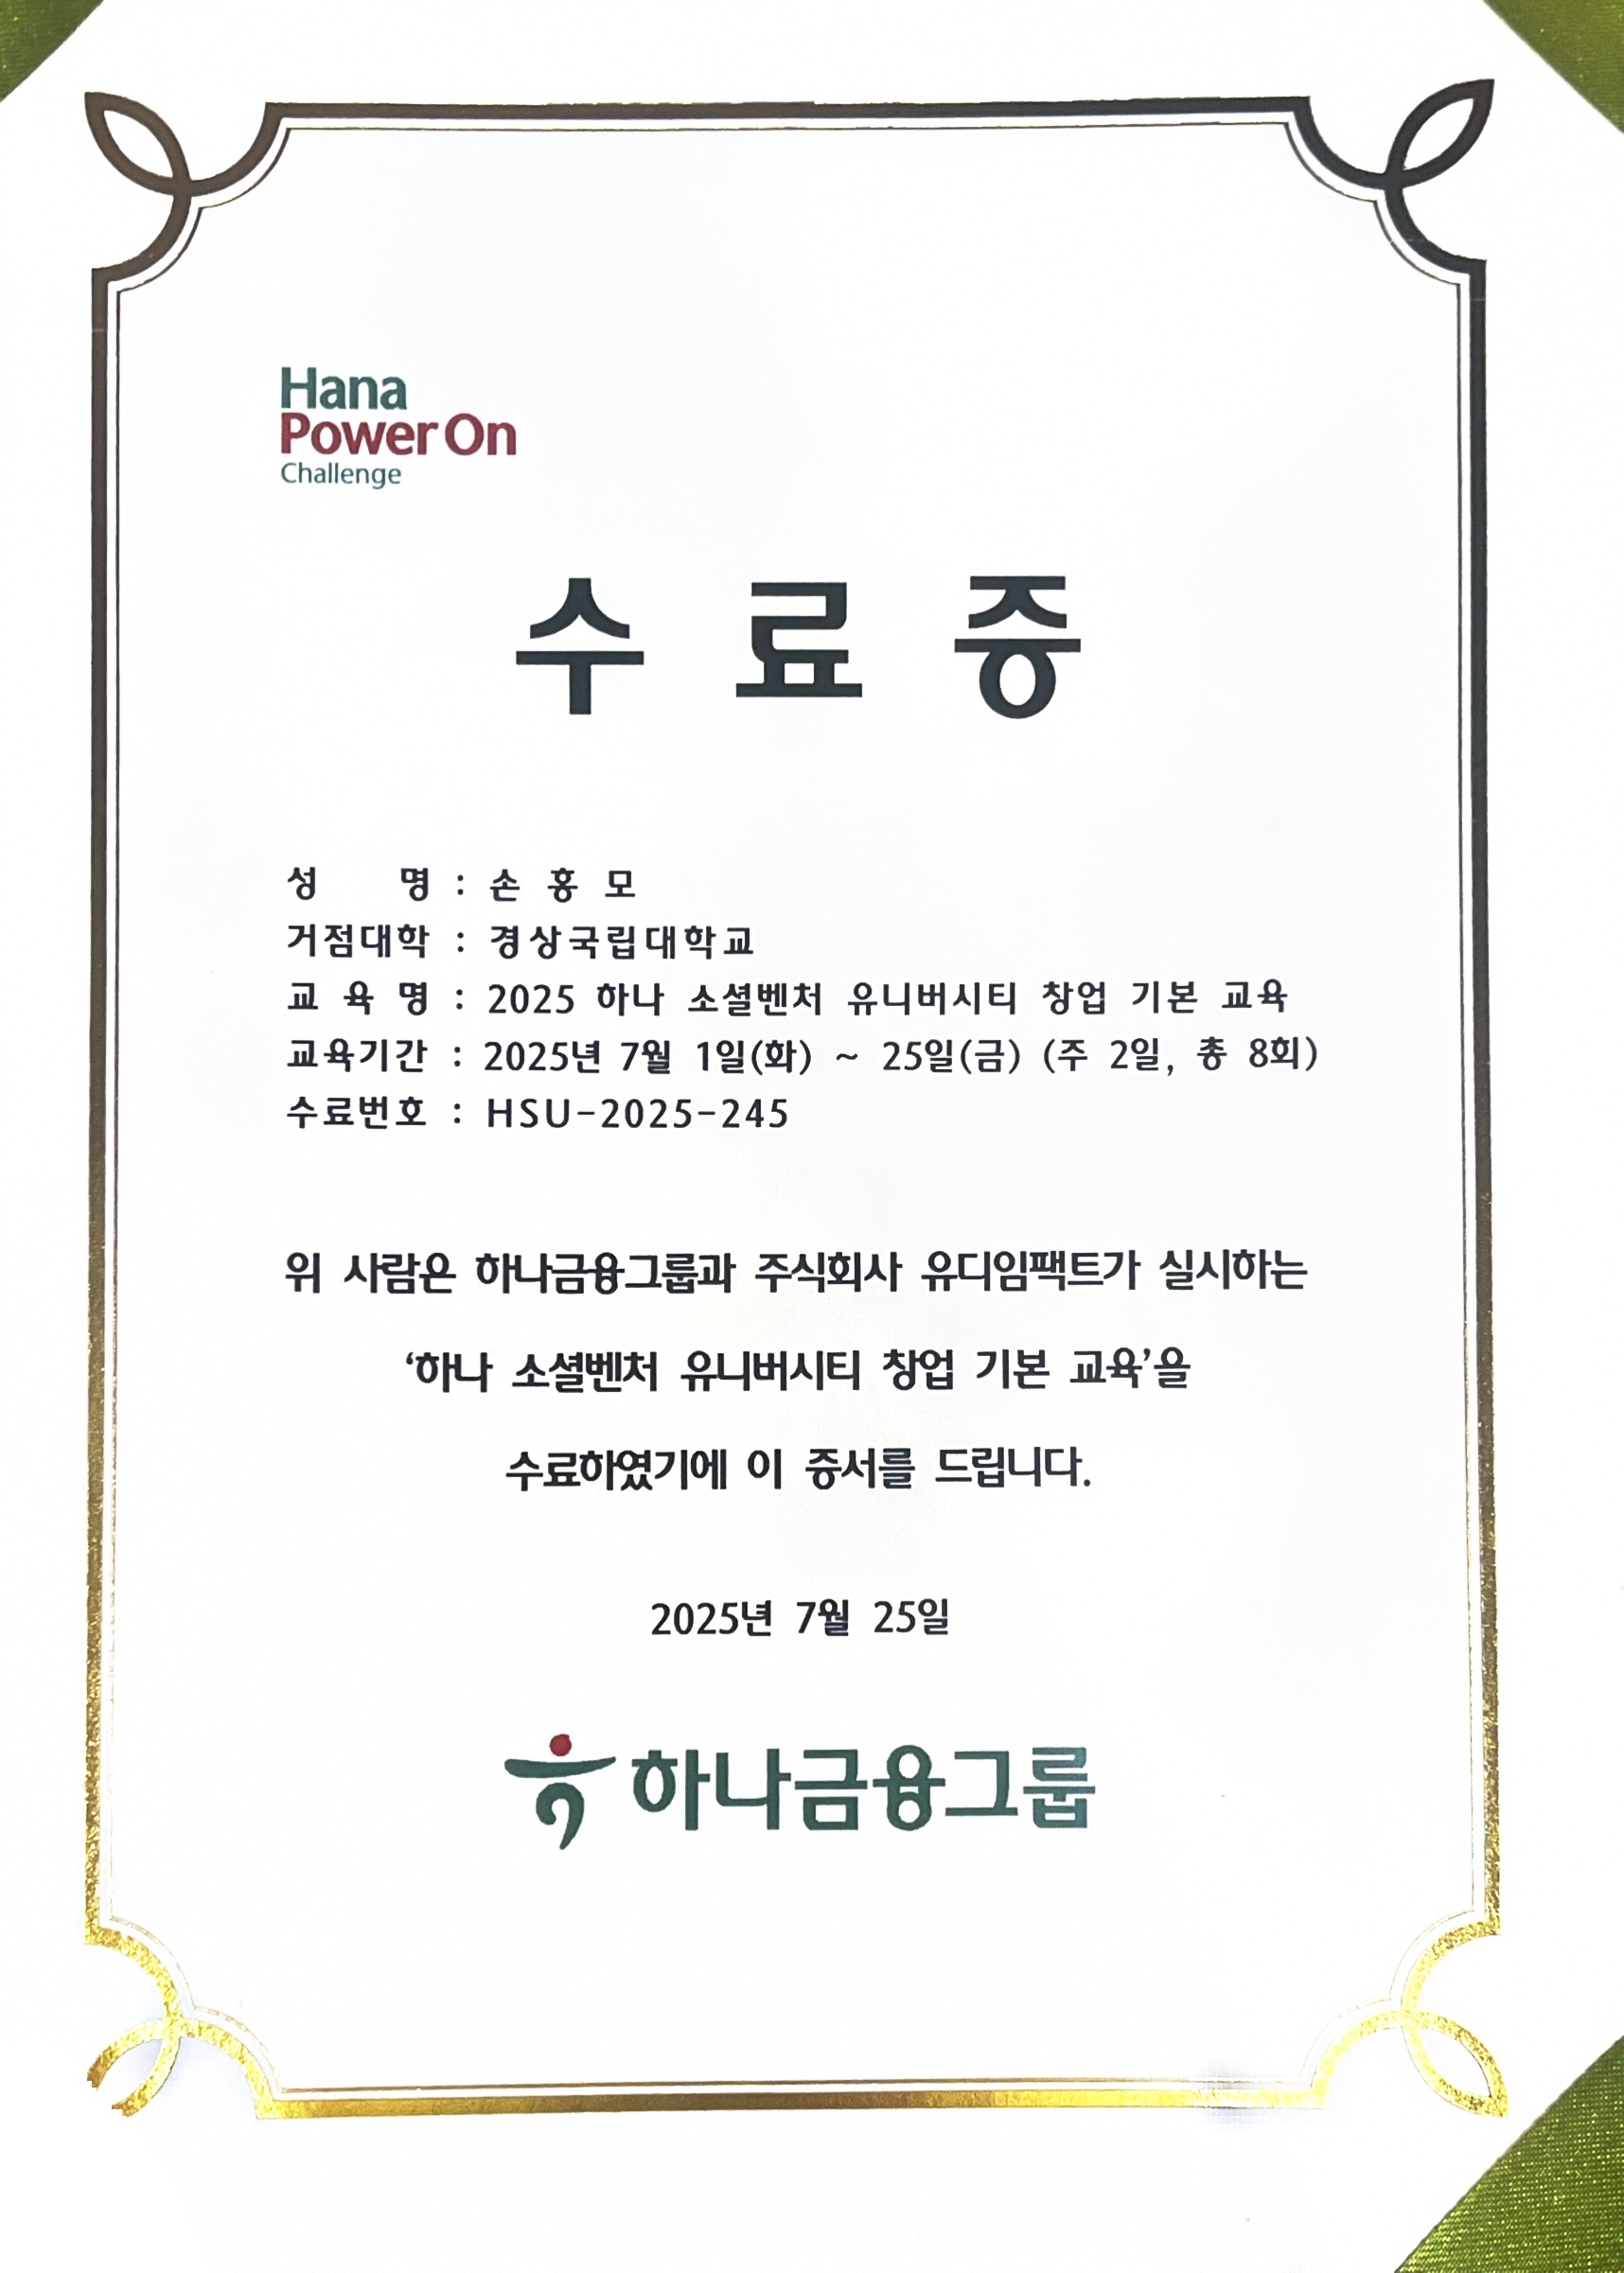 Hana
Power On
Challenge
수 료 증
성 명 : 손 홍 모
거점대학 : 경상국립대학교
교 육 명 : 2025 하나 소셜벤처 유니버시티 창업 기본 교육
교육기간 : 2025년 7월 1일(화) ~ 25일(금) (주 2일, 총 8회)
수료번호 : HSU-2025-245
위 사람은 하나금융그룹과 주식회사 유디임팩트가 실시하는
‘하나 소셜벤처 유니버시티 창업 기본 교육’을
수료하였기에 이 증서를 드립니다.
2025년 7월 25일
하나금융그룹